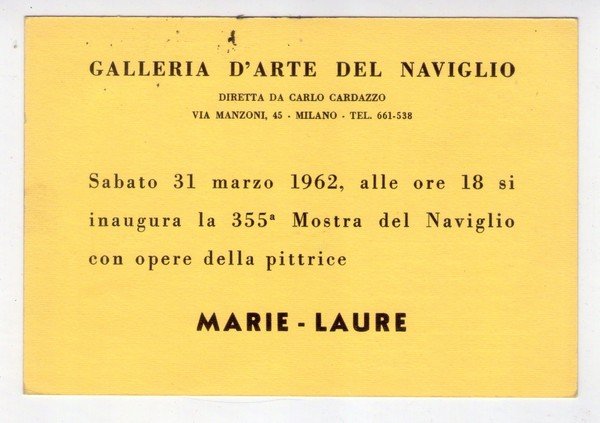 GALLERIA D'ARTE DEL NAVIGLIO
DIRETTA DA CARLO CARDAZZO
VIA MANZONI, 45 - MILANO - TEL. 661-538
Sabato 31 marzo 1962, alle ore 18 si
inaugura la 355ª Mostra del Naviglio
con opere della pittrice
MARIE - LAURE